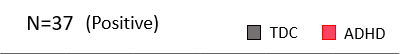 N=37 (Positive)
TDC ADHD